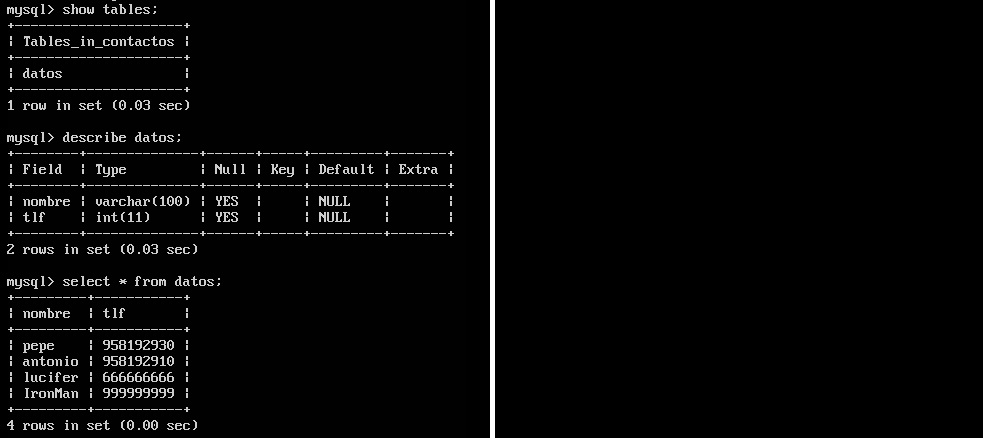 mysql> show tables;
+---------------------+
| Tables_in_contactos |
+---------------------+
| datos               |
+---------------------+
1 row in set (0.03 sec)
mysql> describe datos;
+--------+--------------+------+-----+---------+-------+
| Field  | Type         | Null | Key | Default | Extra |
+--------+--------------+------+-----+---------+-------+
| nombre | varchar(100) | YES  |     | NULL    |       |
| tlf    | int(11)      | YES  |     | NULL    |       |
+--------+--------------+------+-----+---------+-------+
2 rows in set (0.03 sec)
mysql> select * from datos;
+---------+-----------+
| nombre  | tlf       |
+---------+-----------+
| pepe    | 958192930 |
| antonio | 958192910 |
| lucifer | 666666666 |
| IronMan | 999999999 |
+---------+-----------+
4 rows in set (0.00 sec)